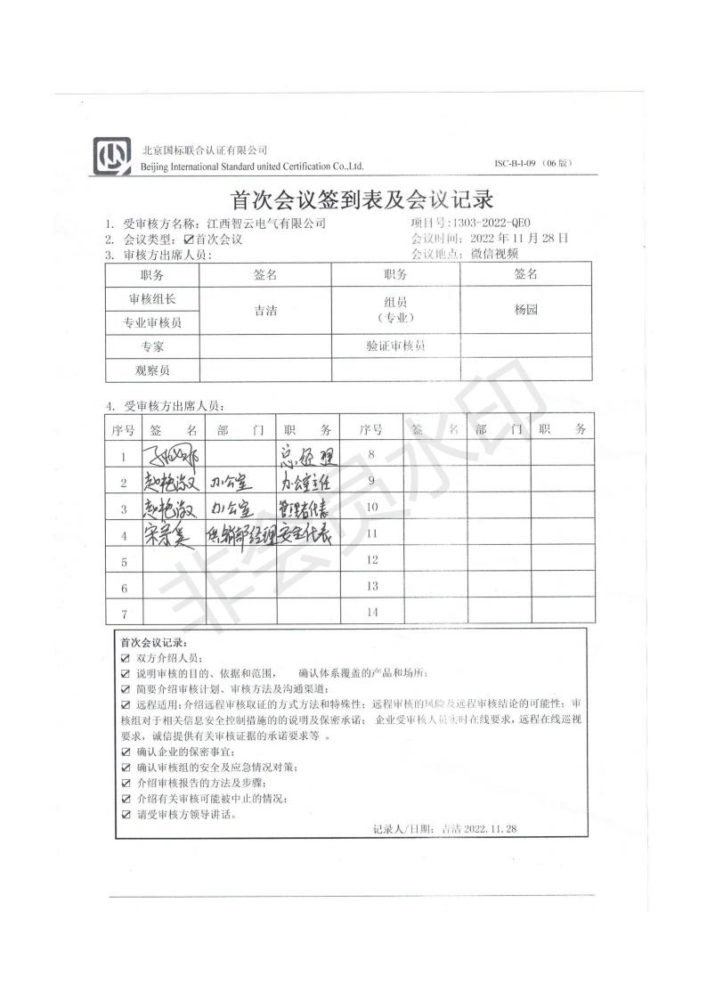 北京国标联合认证有限公司
Beijing International Standard united Certification Co.,Ltd.
ISC-B-I-09（06版）
首次会议签到表及会议记录
1. 受审核方名称：江西智云电气有限公司 项目号:1303-2022-QEO
2. 会议类型：☑首次会议 会议时间：2022年11月28日
3. 审核方出席人员： 会议地点：微信视频
职务 签名 职务 签名
审核组长 吉洁 组员（专业） 杨园
专业审核员
专家 验证审核员
观察员
4. 受审核方出席人员：
序号 签 名 部 门 职 务 序号 签 名 部 门 职 务
1 总经理 8
2 赵艳淑 办公室 办公室主任 9
3 赵艳淑 办公室 管理者代表 10
4 供销部经理 安全代表 11
5 12
6 13
7 14
首次会议记录：
☑ 双方介绍人员；
☑ 说明审核的目的、依据和范围， 确认体系覆盖的产品和场所；
☑ 简要介绍审核计划、审核方法及沟通渠道；
☑ 远程适用：介绍远程审核取证的方式方法和特殊性；远程审核的风险及远程审核结论的可能性；审
核组对于相关信息安全控制措施的的说明及保密承诺； 企业受审核人员实时在线要求，远程在线巡视
要求，诚信提供有关审核证据的承诺要求等 。
☑ 确认企业的保密事宜；
☑ 确认审核组的安全及应急情况对策；
☑ 介绍审核报告的方法及步骤；
☑ 介绍有关审核可能被中止的情况；
☑ 请受审核方领导讲话。
记录人/日期：吉洁 2022.11.28
非会员水印